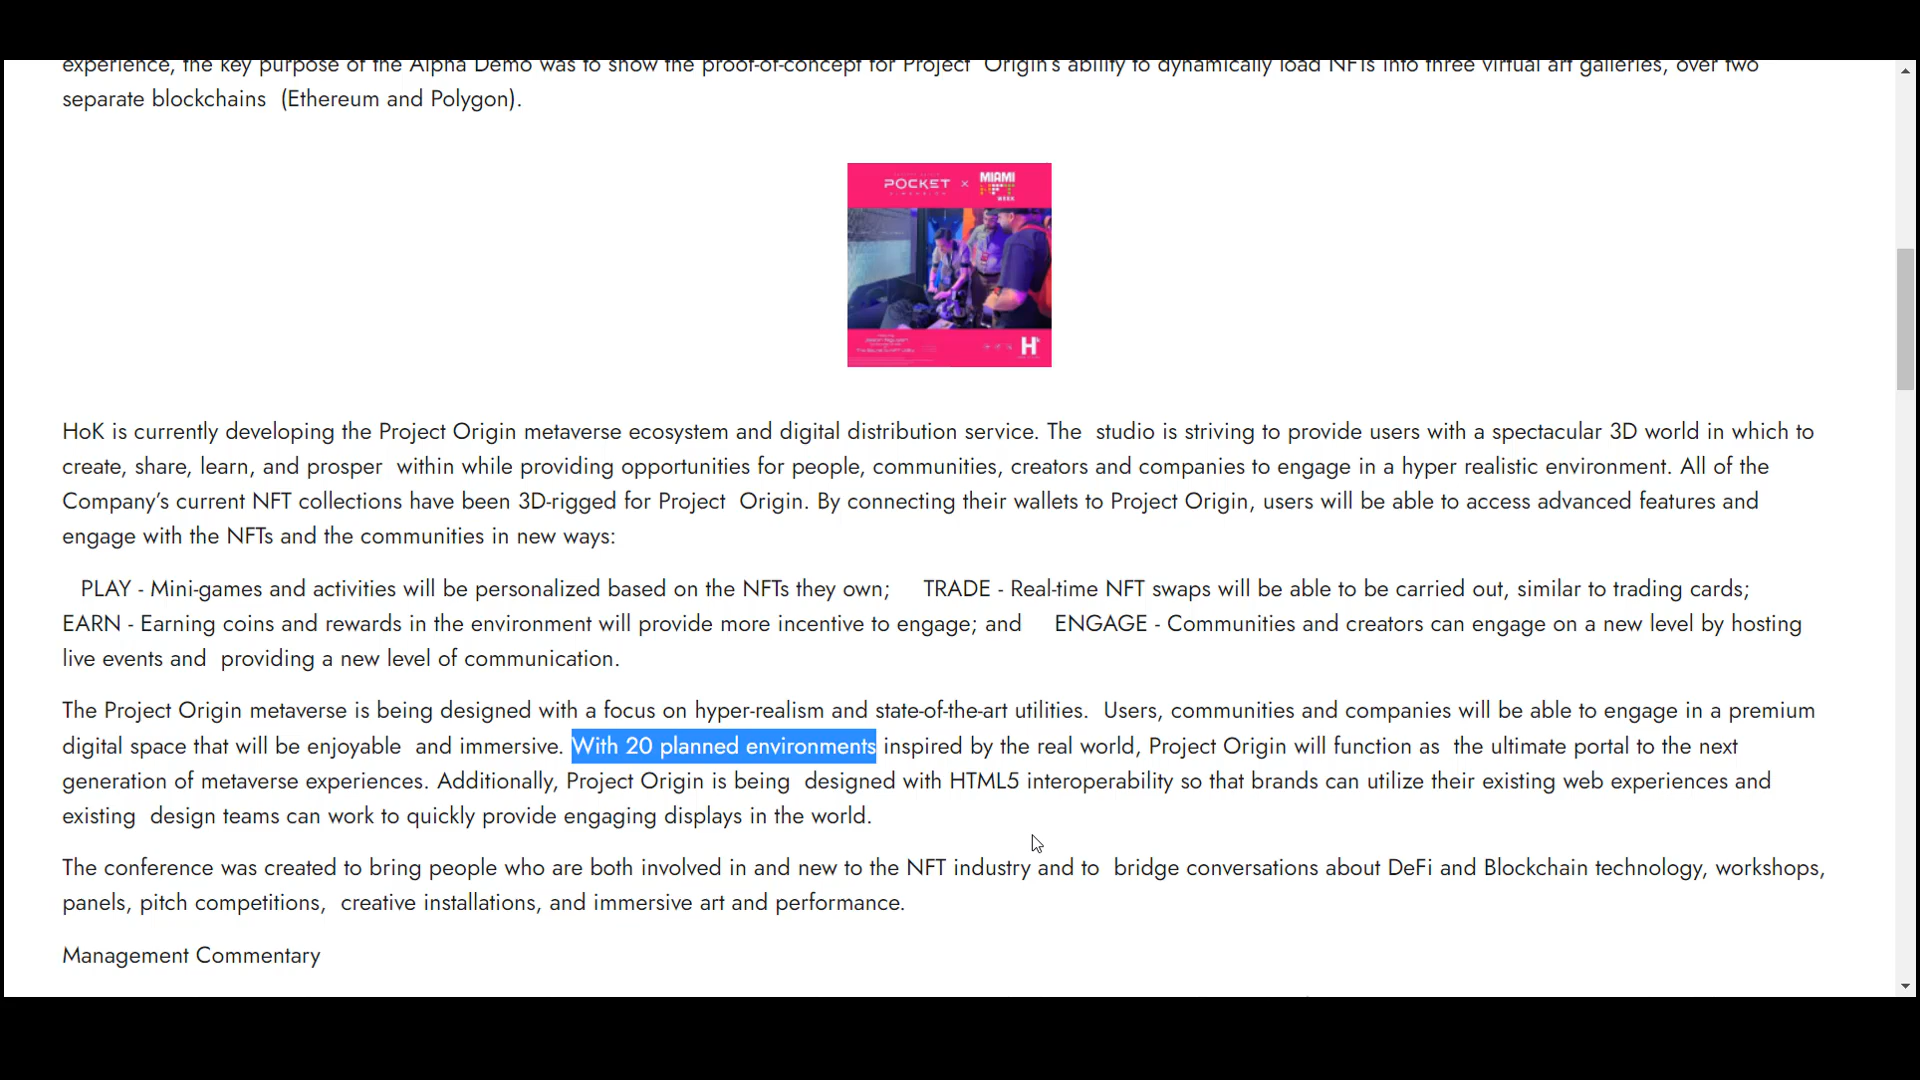 experience, the key purpose of the Alpha Demo was to show the proof-of-concept for Project Origin's ability to dynamically load NFTs into three virtual art galleries, over two
separate blockchains (Ethereum and Polygon).
POCKET × MIAMI
NFT
WEEK
H
HoK is currently developing the Project Origin metaverse ecosystem and digital distribution service. The studio is striving to provide users with a spectacular 3D world in which to
create, share, learn, and prosper within while providing opportunities for people, communities, creators and companies to engage in a hyper realistic environment. All of the
Company's current NFT collections have been 3D-rigged for Project Origin. By connecting their wallets to Project Origin, users will be able to access advanced features and
engage with the NFTs and the communities in new ways:
PLAY - Mini-games and activities will be personalized based on the NFTs they own; TRADE - Real-time NFT swaps will be able to be carried out, similar to trading cards;
EARN - Earning coins and rewards in the environment will provide more incentive to engage; and ENGAGE - Communities and creators can engage on a new level by hosting
live events and providing a new level of communication.
The Project Origin metaverse is being designed with a focus on hyper-realism and state-of-the-art utilities. Users, communities and companies will be able to engage in a premium
digital space that will be enjoyable and immersive. With 20 planned environments inspired by the real world, Project Origin will function as the ultimate portal to the next
generation of metaverse experiences. Additionally, Project Origin is being designed with HTML5 interoperability so that brands can utilize their existing web experiences and
existing design teams can work to quickly provide engaging displays in the world.
The conference was created to bring people who are both involved in and new to the NFT industry and to bridge conversations about DeFi and Blockchain technology, workshops,
panels, pitch competitions, creative installations, and immersive art and performance.
Management Commentary